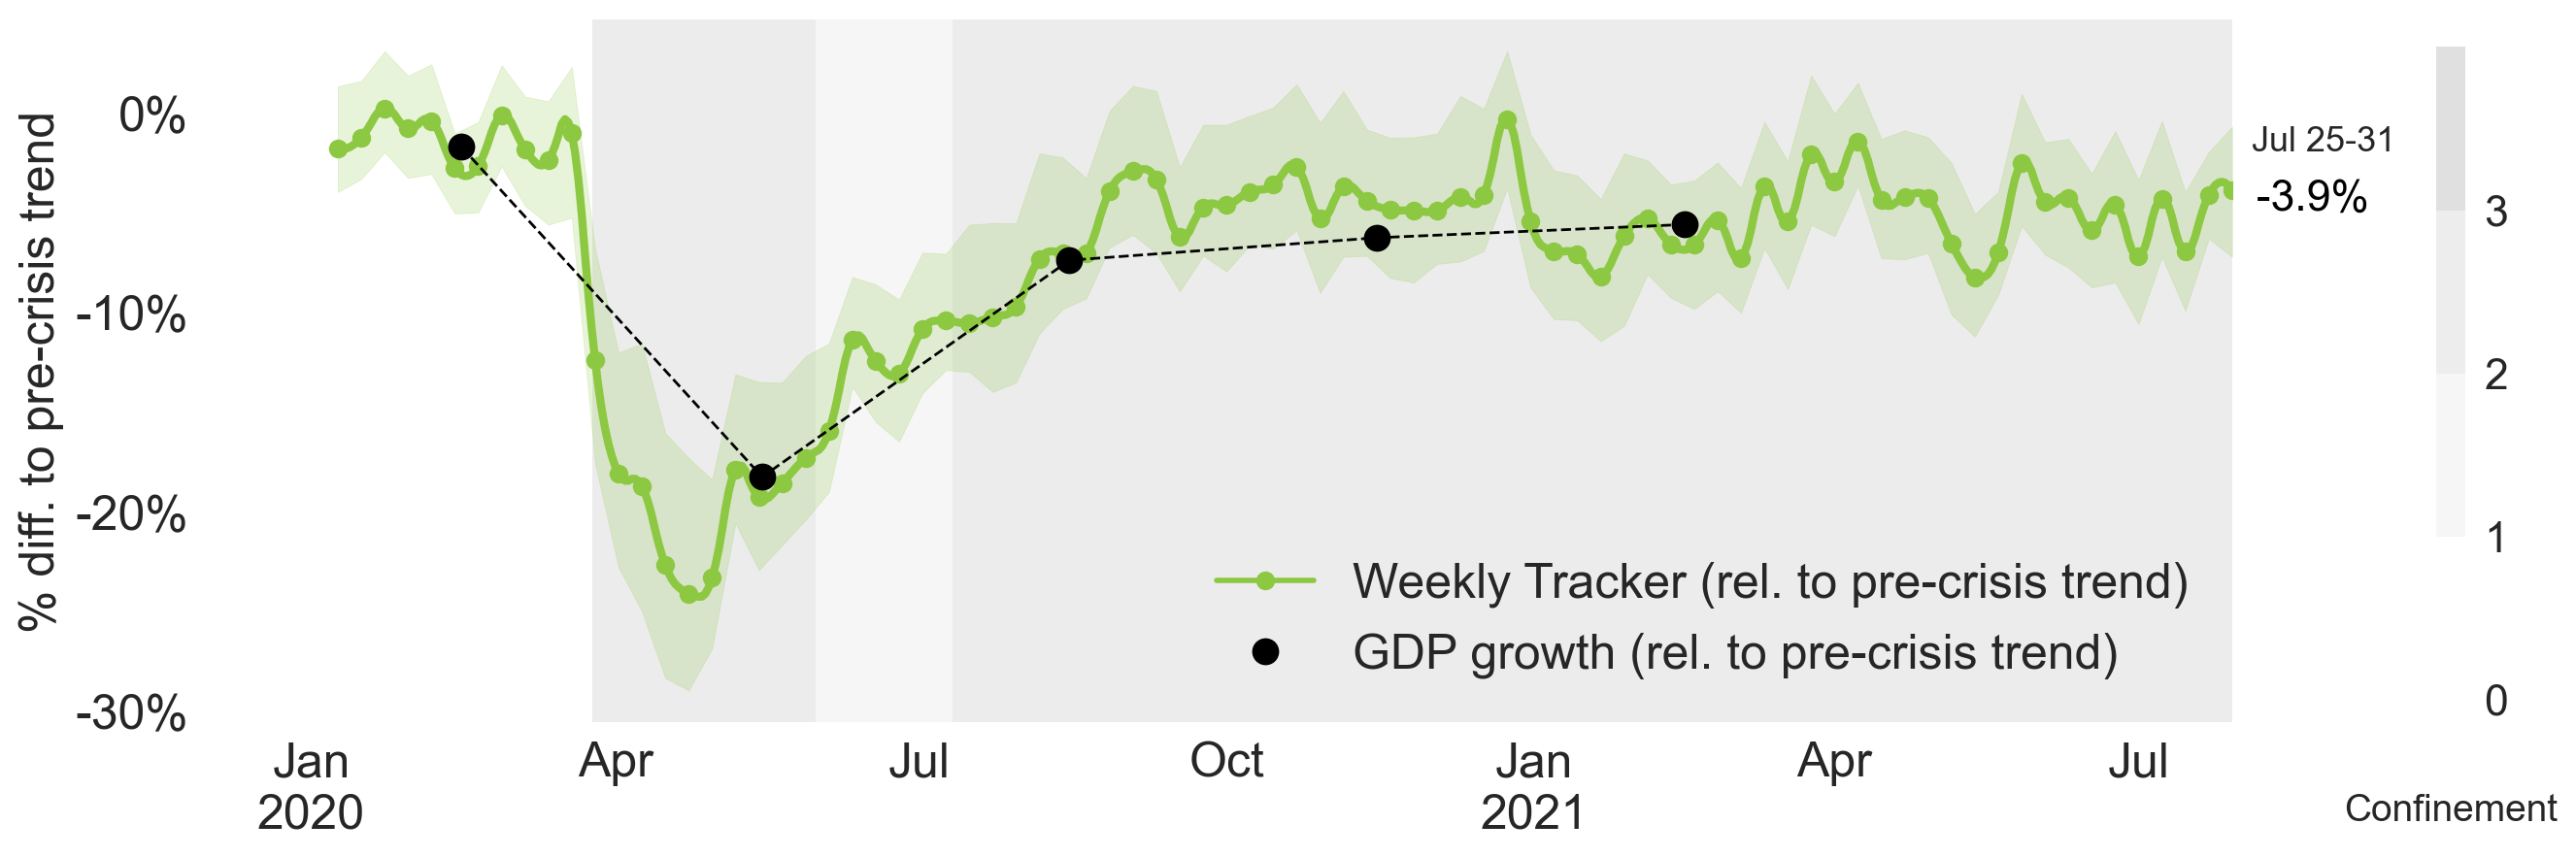 % diff. to pre-crisis trend
0%
-10%
-20%
-30%
Jan
2020
Apr
Jul
Oct
Jan
2021
Apr
Jul
Weekly Tracker (rel. to pre-crisis trend)
GDP growth (rel. to pre-crisis trend)
Jul 25-31
-3.9%
3
2
1
0
Confinement